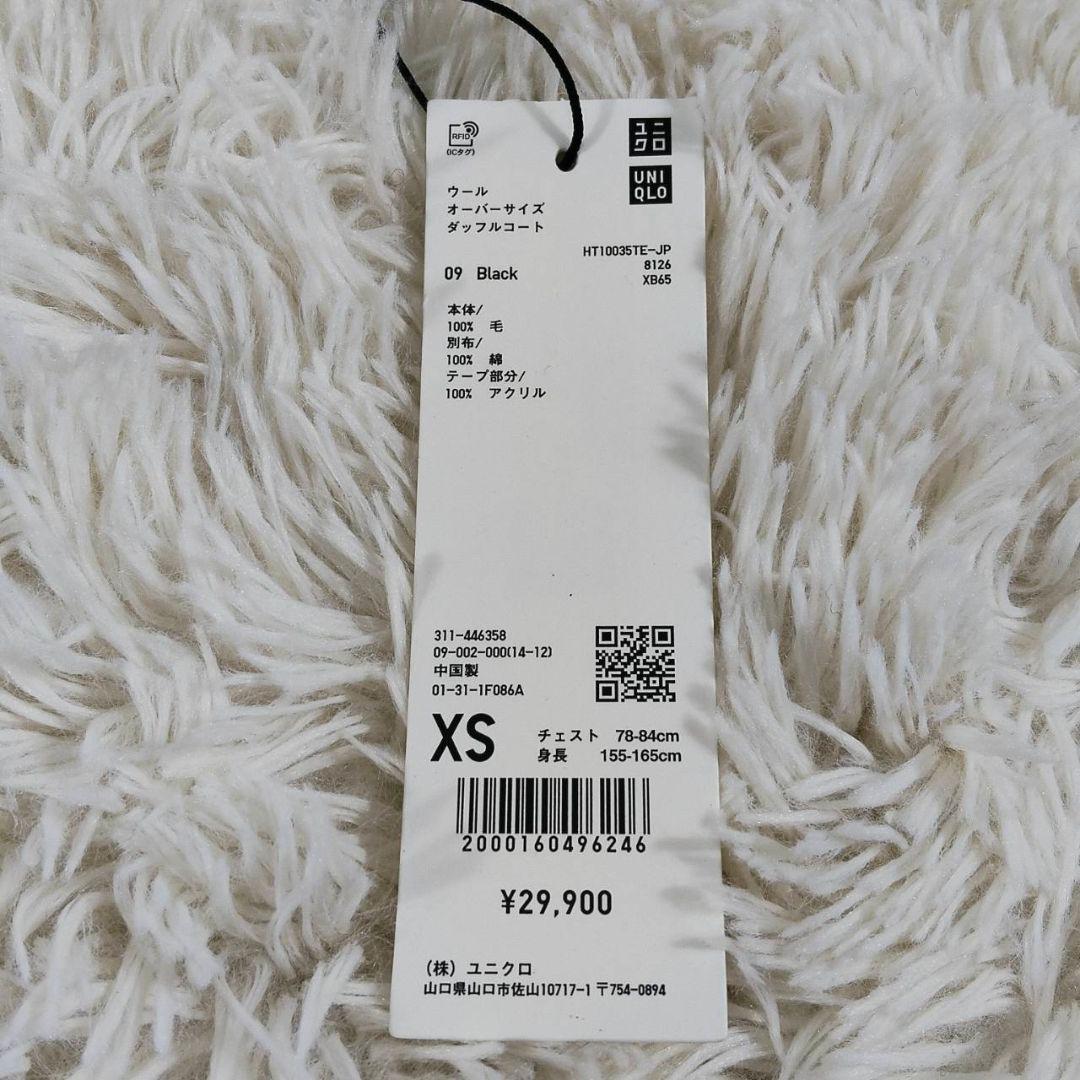 RFID
(ICタグ)
ユニ
クロ
UNI
QLO
ウール
オーバーサイズ
ダッフルコート
HT10035TE-JP
8126
XB65
09 Black
本体/
100% 毛
別布/
100% 綿
テープ部分/
100% アクリル
311-446358
09-002-000(14-12)
中国製
01-31-1F086A
XS
チェスト 78-84cm
身長 155-165cm
2000160496246
¥29,900
(株) ユニクロ
山口県山口市佐山10717-1 〒754-0894